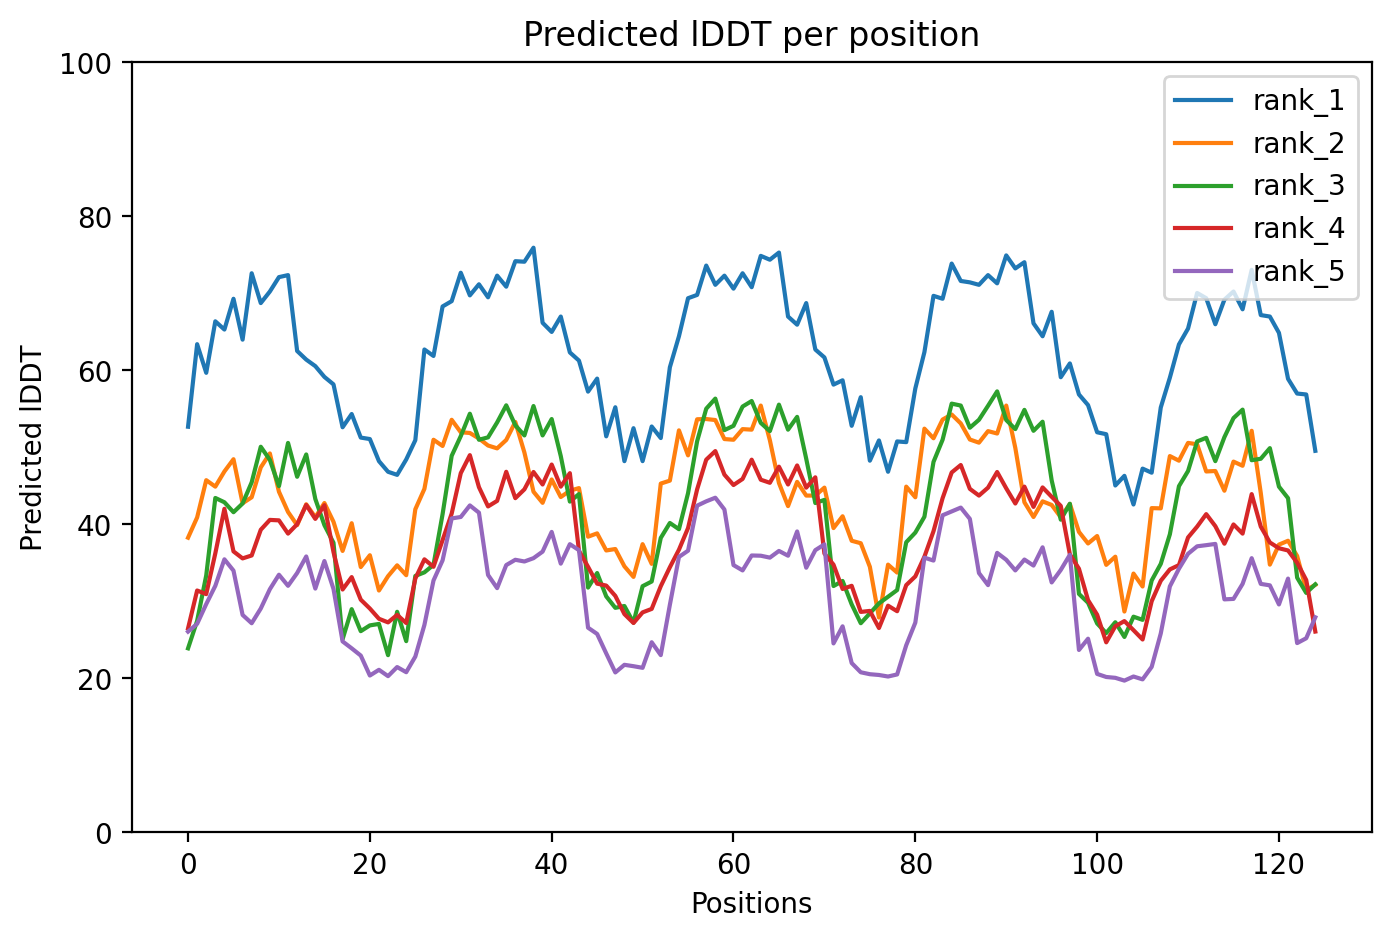 Predicted lDDT per position
100
80
60
40
20
0
Predicted lDDT
rank_1
rank_2
rank_3
rank_4
rank_5
0 20 40 60 80 100 120
Positions